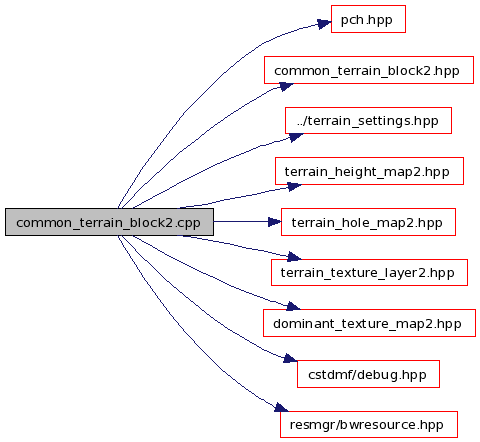 pch.hpp
common_terrain_block2.hpp
../terrain_settings.hpp
terrain_height_map2.hpp
common_terrain_block2.cpp
terrain_hole_map2.hpp
terrain_texture_layer2.hpp
dominant_texture_map2.hpp
cstdmf/debug.hpp
resmgr/bwresource.hpp